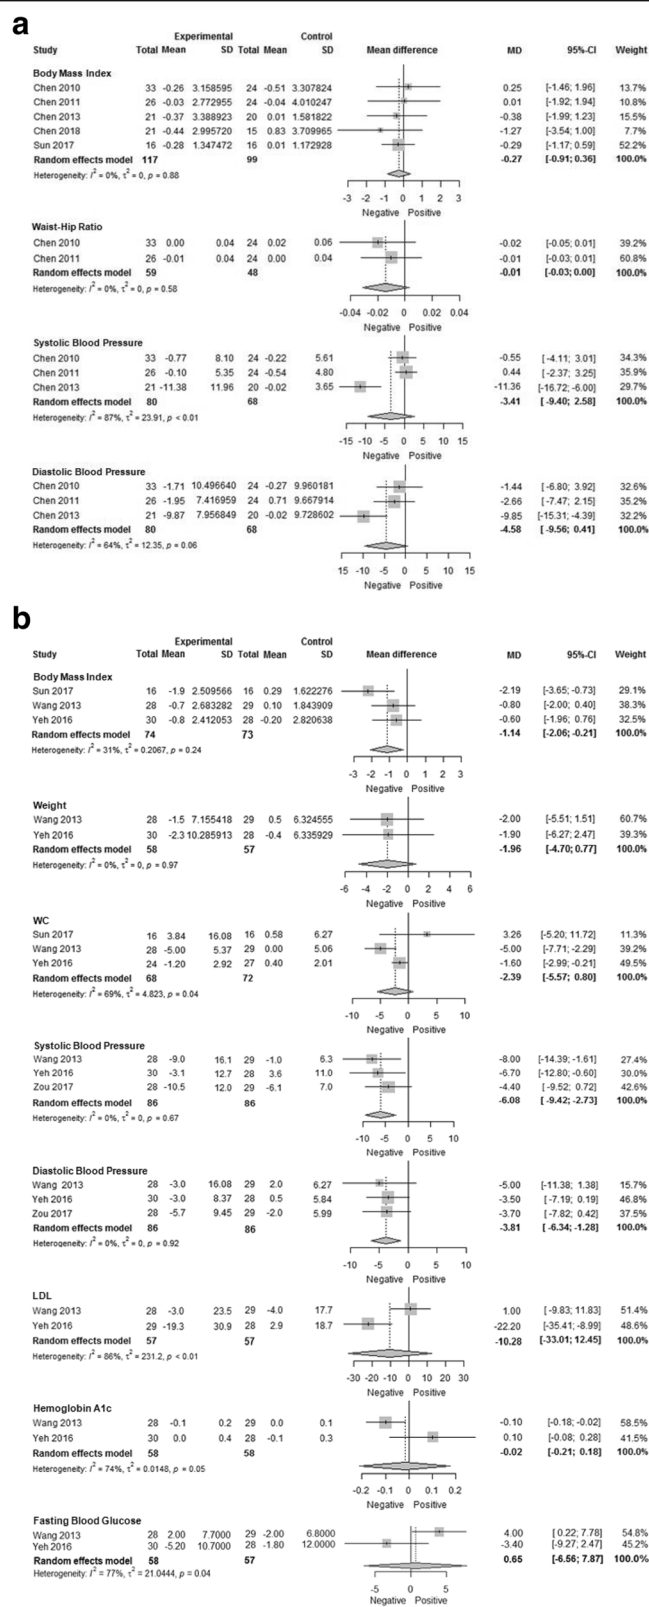 a
Experimental Control
Study Total Mean SD Total Mean SD Mean difference MD 95%-CI Weight
Body Mass Index
Chen 2010 33 -0.26 3.158595 24 -0.51 3.307824 0.25 [-1.46; 1.96] 13.7%
Chen 2011 26 -0.03 2.772955 24 -0.04 4.010247 0.01 [-1.92; 1.94] 10.8%
Chen 2013 21 -0.37 3.388923 20 0.01 1.581822 -0.38 [-1.99; 1.23] 15.5%
Chen 2018 21 -0.44 2.995720 15 0.83 3.709965 -1.27 [-3.54; 1.00] 7.7%
Sun 2017 16 -0.28 1.347472 16 0.01 1.172928 -0.29 [-1.17; 0.59] 52.2%
Random effects model 117 99 -0.27 [-0.91; 0.36] 100.0%
Heterogeneity: I² = 0%, τ² = 0, p = 0.88
-3 -2 -1 0 1 2 3
Negative Positive
Waist-Hip Ratio
Chen 2010 33 0.00 0.04 24 0.02 0.06 -0.02 [-0.05; 0.01] 39.2%
Chen 2011 26 -0.01 0.04 24 0.00 0.04 -0.01 [-0.03; 0.01] 60.8%
Random effects model 59 48 -0.01 [-0.03; 0.00] 100.0%
Heterogeneity: I² = 0%, τ² = 0, p = 0.58
-0.04 -0.02 0 0.02 0.04
Negative Positive
Systolic Blood Pressure
Chen 2010 33 -0.77 8.10 24 -0.22 5.61 -0.55 [ -4.11; 3.01] 34.3%
Chen 2011 26 -0.10 5.35 24 -0.54 4.80 0.44 [ -2.37; 3.25] 35.9%
Chen 2013 21 -11.38 11.96 20 -0.02 3.65 -11.36 [-16.72; -6.00] 29.7%
Random effects model 80 68 -3.41 [ -9.40; 2.58] 100.0%
Heterogeneity: I² = 87%, τ² = 23.91, p < 0.01
-15 -10 -5 0 5 10 15
Negative Positive
Diastolic Blood Pressure
Chen 2010 33 -1.71 10.496640 24 -0.27 9.960181 -1.44 [ -6.80; 3.92] 32.6%
Chen 2011 26 -1.95 7.416959 24 0.71 9.667914 -2.66 [ -7.47; 2.15] 35.2%
Chen 2013 21 -9.87 7.956849 20 -0.02 9.728602 -9.85 [-15.31; -4.39] 32.2%
Random effects model 80 68 -4.58 [ -9.56; 0.41] 100.0%
Heterogeneity: I² = 64%, τ² = 12.35, p = 0.06
15 -10 -5 0 5 10 15
Negative Positive
b
Experimental Control
Study Total Mean SD Total Mean SD Mean difference MD 95%-CI Weight
Body Mass Index
Sun 2017 16 -1.9 2.509566 16 0.29 1.622276 -2.19 [-3.65; -0.73] 29.1%
Wang 2013 28 -0.7 2.683282 29 0.10 1.843909 -0.80 [-2.00; 0.40] 38.3%
Yeh 2016 30 -0.8 2.412053 28 -0.20 2.820638 -0.60 [-1.96; 0.76] 32.5%
Random effects model 74 73 -1.14 [-2.06; -0.21] 100.0%
Heterogeneity: I² = 31%, τ² = 0.2067, p = 0.24
-3 -2 -1 0 1 2 3
Negative Positive
Weight
Wang 2013 28 -1.5 7.155418 29 0.5 6.324555 -2.00 [-5.51; 1.51] 60.7%
Yeh 2016 30 -2.3 10.285913 28 -0.4 6.335929 -1.90 [-6.27; 2.47] 39.3%
Random effects model 58 57 -1.96 [-4.70; 0.77] 100.0%
Heterogeneity: I² = 0%, τ² = 0, p = 0.97
-6 -4 -2 0 2 4 6
Negative Positive
WC
Sun 2017 16 3.84 16.08 16 0.58 6.27 3.26 [-5.20; 11.72] 11.3%
Wang 2013 28 -5.00 5.37 29 0.00 5.06 -5.00 [-7.71; -2.29] 39.2%
Yeh 2016 24 -1.20 2.92 27 0.40 2.01 -1.60 [-2.99; -0.21] 49.5%
Random effects model 68 72 -2.39 [-5.57; 0.80] 100.0%
Heterogeneity: I² = 69%, τ² = 4.823, p = 0.04
-10 -5 0 5 10
Negative Positive
Systolic Blood Pressure
Wang 2013 28 -9.0 16.1 29 -1.0 6.3 -8.00 [-14.39; -1.61] 27.4%
Yeh 2016 30 -3.1 12.7 28 3.6 11.0 -6.70 [-12.80; -0.60] 30.0%
Zou 2017 28 -10.5 12.0 29 -6.1 7.0 -4.40 [ -9.52; 0.72] 42.6%
Random effects model 86 86 -6.08 [ -9.42; -2.73] 100.0%
Heterogeneity: I² = 0%, τ² = 0, p = 0.67
-10 -5 0 5 10
Negative Positive
Diastolic Blood Pressure
Wang 2013 28 -3.0 16.08 29 2.0 6.27 -5.00 [-11.38; 1.38] 15.7%
Yeh 2016 30 -3.0 8.37 28 0.5 5.84 -3.50 [ -7.19; 0.19] 46.8%
Zou 2017 28 -5.7 9.45 29 -2.0 5.99 -3.70 [ -7.82; 0.42] 37.5%
Random effects model 86 86 -3.81 [ -6.34; -1.28] 100.0%
Heterogeneity: I² = 0%, τ² = 0, p = 0.92
-10 -5 0 5 10
Negative Positive
LDL
Wang 2013 28 -3.0 23.5 29 -4.0 17.7 1.00 [ -9.83; 11.83] 51.4%
Yeh 2016 29 -19.3 30.9 28 2.9 18.7 -22.20 [-35.41; -8.99] 48.6%
Random effects model 57 57 -10.28 [-33.01; 12.45] 100.0%
Heterogeneity: I² = 86%, τ² = 231.2, p < 0.01
-30 -20 -10 0 10 20 30
Negative Positive
Hemoglobin A1c
Wang 2013 28 -0.1 0.2 29 0.0 0.1 -0.10 [-0.18; -0.02] 58.5%
Yeh 2016 30 0.0 0.4 28 -0.1 0.3 0.10 [-0.08; 0.28] 41.5%
Random effects model 58 58 -0.02 [-0.21; 0.18] 100.0%
Heterogeneity: I² = 74%, τ² = 0.0148, p = 0.05
-0.2 -0.1 0 0.1 0.2
Negative Positive
Fasting Blood Glucose
Wang 2013 28 2.00 7.7000 29 -2.00 6.8000 4.00 [ 0.22; 7.78] 54.8%
Yeh 2016 30 -5.20 10.7000 28 -1.80 12.0000 -3.40 [-9.27; 2.47] 45.2%
Random effects model 58 57 0.65 [-6.56; 7.87] 100.0%
Heterogeneity: I² = 77%, τ² = 21.0444, p = 0.04
-5 0 5
Negative Positive